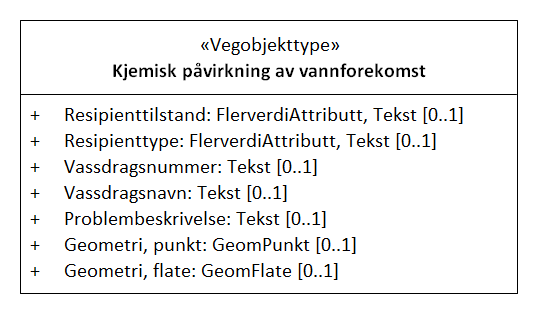 «Vegobjekttype»
Kjemisk påvirkning av vannforekomst
+ Resipienttilstand: FlerverdiAttributt, Tekst [0..1]
+ Resipienttype: FlerverdiAttributt, Tekst [0..1]
+ Vassdragsnummer: Tekst [0..1]
+ Vassdragsnavn: Tekst [0..1]
+ Problembeskrivelse: Tekst [0..1]
+ Geometri, punkt: GeomPunkt [0..1]
+ Geometri, flate: GeomFlate [0..1]